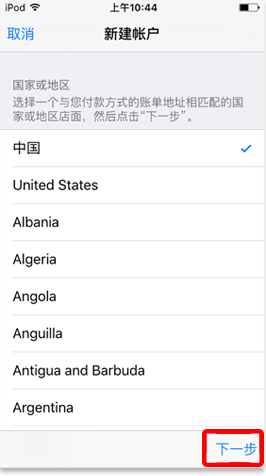 iPod 上午10:44
取消 新建帐户
国家或地区
选择一个与您付款方式的账单地址相匹配的国
家或地区店面，然后点击“下一步”。
中国
United States
Albania
Algeria
Angola
Anguilla
Antigua and Barbuda
Argentina
下一步